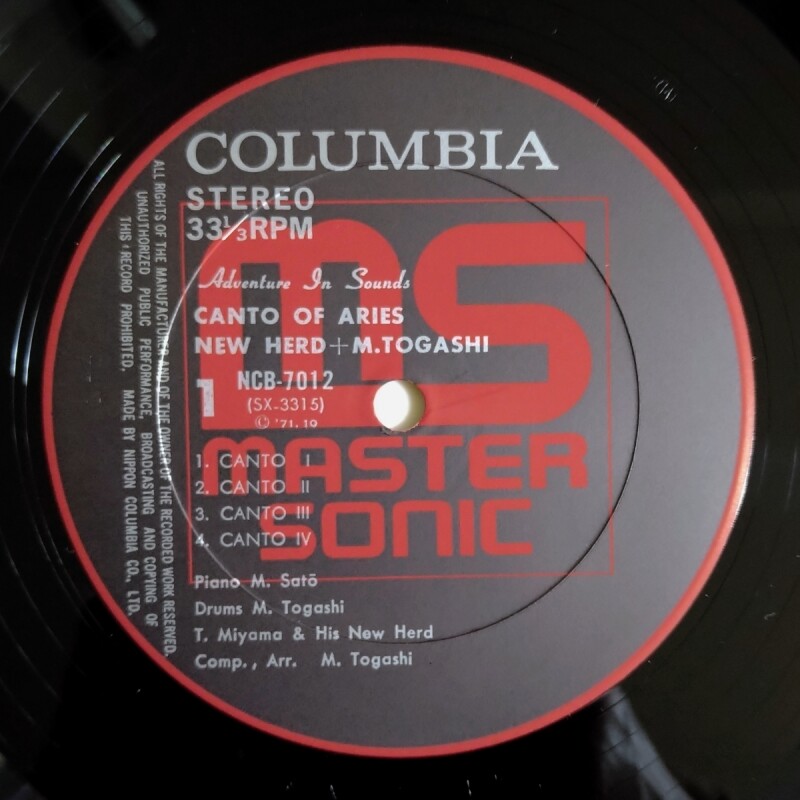 COLUMBIA
STEREO
33⅓RPM
MS
Adventure In Sounds
CANTO OF ARIES
NEW HERD+M.TOGASHI
1 NCB-7012
(SX-3315)
© '71.
MASTER
SONIC
1. CANTO I
2. CANTO II
3. CANTO III
4. CANTO IV
Piano M. Satō
Drums M. Togashi
T. Miyama & His New Herd
Comp., Arr. M. Togashi
ALL RIGHTS OF THE MANUFACTURER AND OF THE OWNER OF THE RECORDED WORK RESERVED.
UNAUTHORIZED PUBLIC PERFORMANCE, BROADCASTING AND COPYING OF
THIS RECORD PROHIBITED. MADE BY NIPPON COLUMBIA CO., LTD.